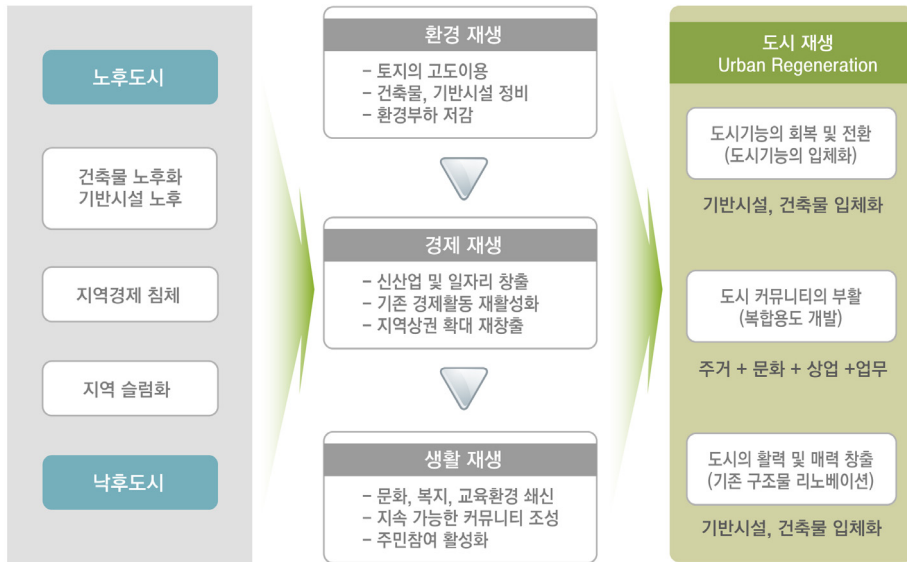 노후도시
건축물 노후화
기반시설 노후
지역경제 침체
지역 슬럼화
낙후도시
환경 재생
– 토지의 고도이용
– 건축물, 기반시설 정비
– 환경부하 저감
경제 재생
– 신산업 및 일자리 창출
– 기존 경제활동 재활성화
– 지역상권 확대 재창출
생활 재생
– 문화, 복지, 교육환경 쇄신
– 지속 가능한 커뮤니티 조성
– 주민참여 활성화
도시 재생
Urban Regeneration
도시기능의 회복 및 전환
(도시기능의 입체화)
기반시설, 건축물 입체화
도시 커뮤니티의 부활
(복합용도 개발)
주거 + 문화 + 상업 +업무
도시의 활력 및 매력 창출
(기존 구조물 리노베이션)
기반시설, 건축물 입체화